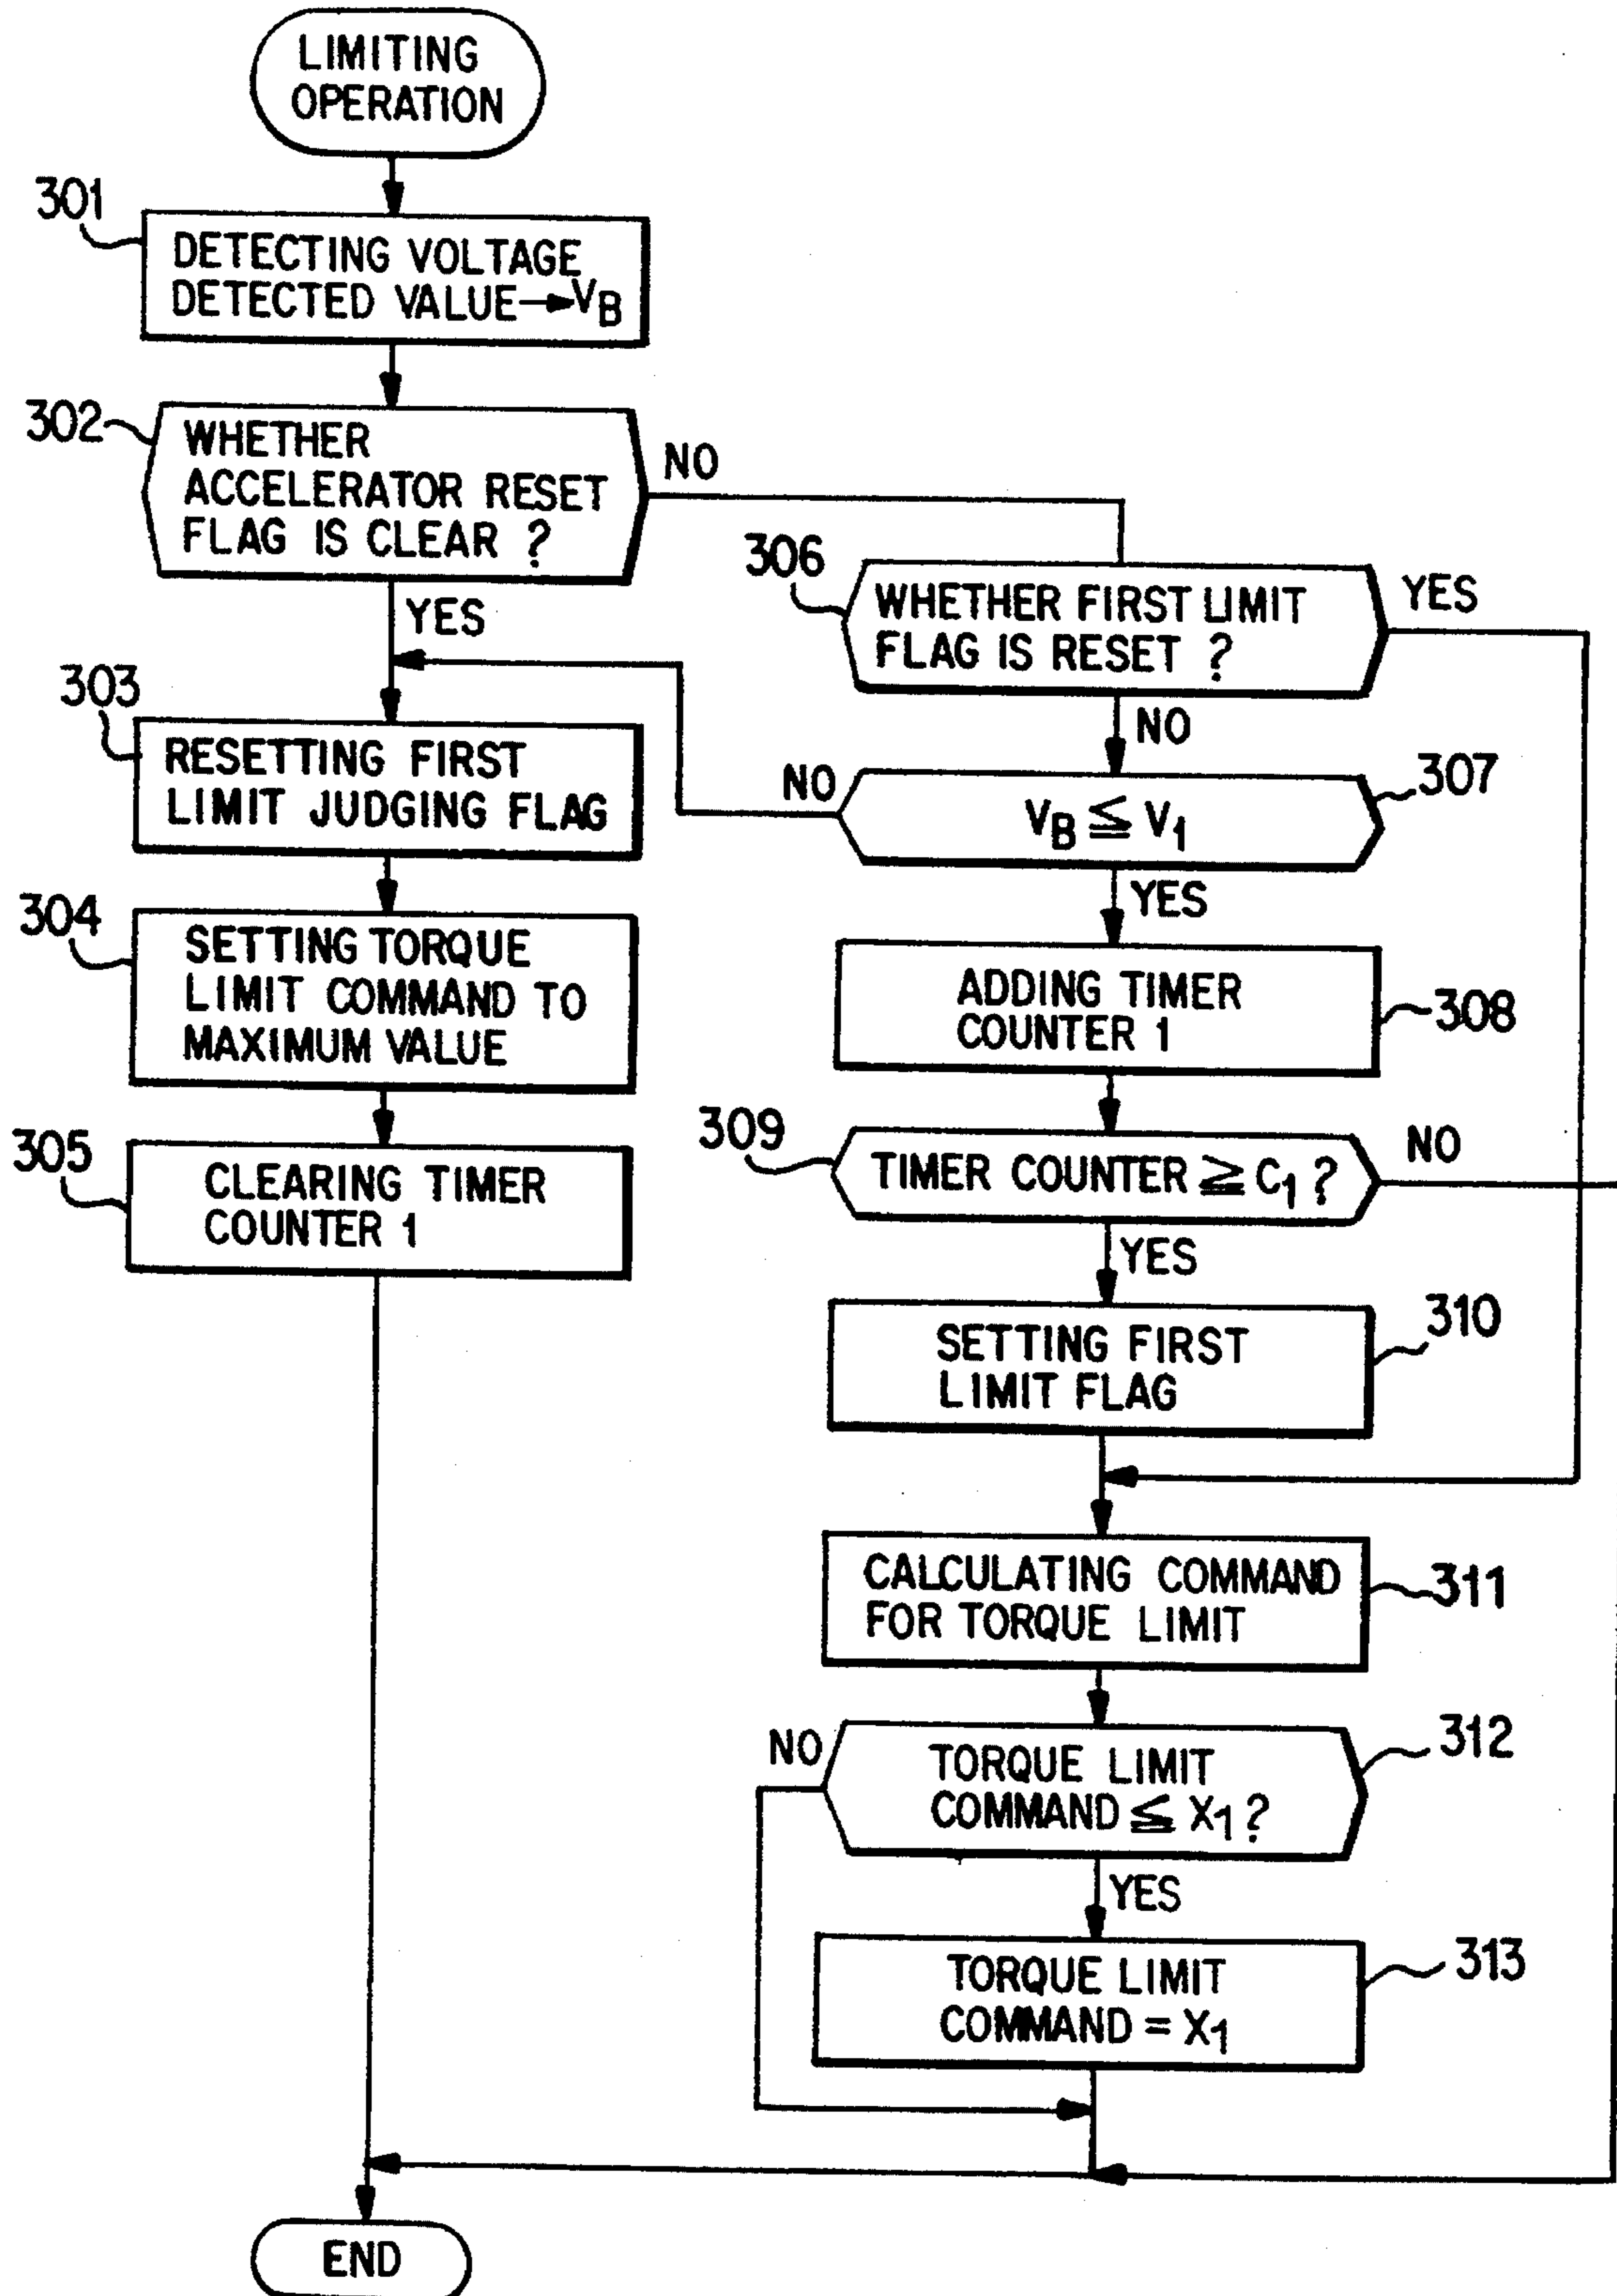 LIMITING
OPERATION
301
DETECTING VOLTAGE
DETECTED VALUE→VB
302
WHETHER
ACCELERATOR RESET
FLAG IS CLEAR ?
NO
YES
303
RESETTING FIRST
LIMIT JUDGING FLAG
304
SETTING TORQUE
LIMIT COMMAND TO
MAXIMUM VALUE
305
CLEARING TIMER
COUNTER 1
306
WHETHER FIRST LIMIT
FLAG IS RESET ?
YES
NO
307
NO
VB ≦ V1
YES
308
ADDING TIMER
COUNTER 1
309
TIMER COUNTER ≧ C1 ?
NO
YES
310
SETTING FIRST
LIMIT FLAG
311
CALCULATING COMMAND
FOR TORQUE LIMIT
312
NO
TORQUE LIMIT
COMMAND ≦ X1 ?
YES
313
TORQUE LIMIT
COMMAND = X1
END